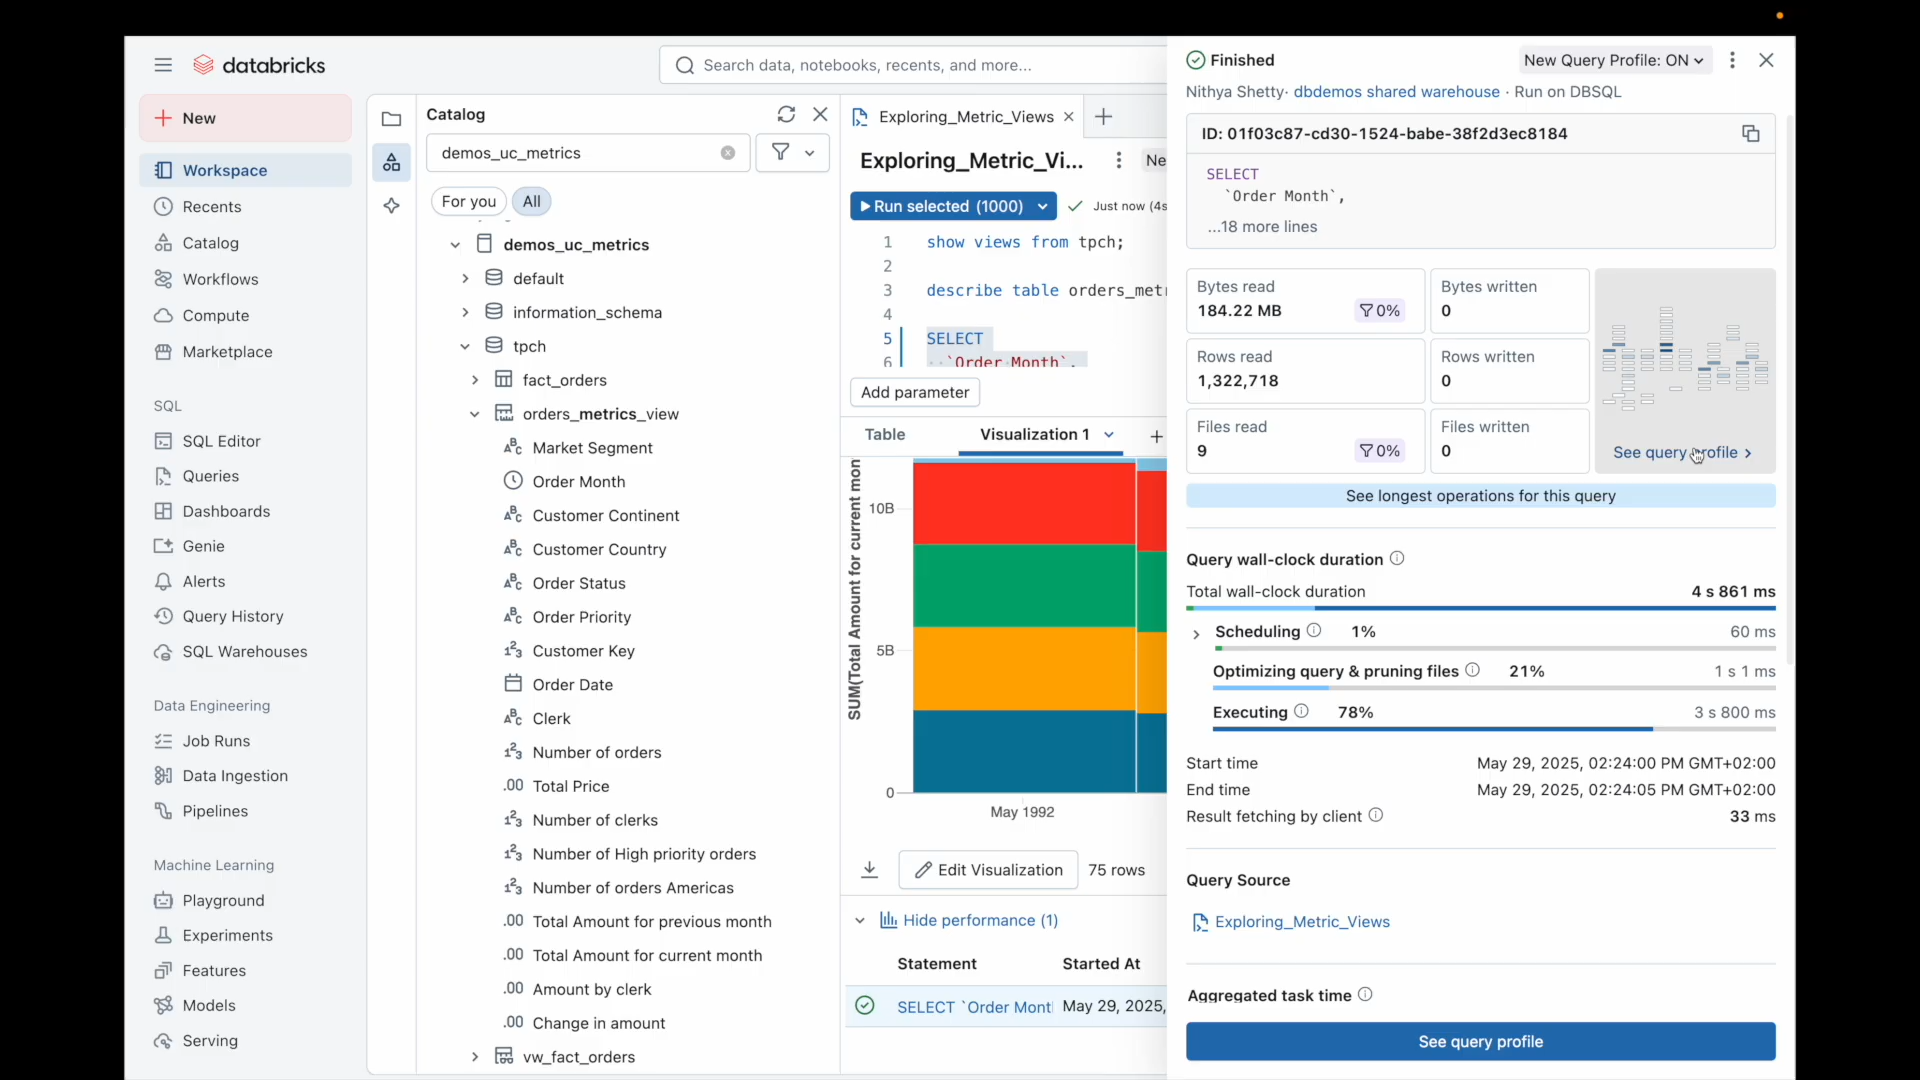 databricks
Search data, notebooks, recents, and more...
New
Workspace
Recents
Catalog
Workflows
Compute
Marketplace
SQL
SQL Editor
Queries
Dashboards
Genie
Alerts
Query History
SQL Warehouses
Data Engineering
Job Runs
Data Ingestion
Pipelines
Machine Learning
Playground
Experiments
Features
Models
Serving
Catalog
demos_uc_metrics
For you
All
demos_uc_metrics
default
information_schema
tpch
fact_orders
orders_metrics_view
Market Segment
Order Month
Customer Continent
Customer Country
Order Status
Order Priority
Customer Key
Order Date
Clerk
Number of orders
Total Price
Number of clerks
Number of High priority orders
Number of orders Americas
Total Amount for previous month
Total Amount for current month
Amount by clerk
Change in amount
vw_fact_orders
Exploring_Metric_Views
Exploring_Metric_Vi... Ne
Run selected (1000) Just now (4s
1 show views from tpch;
2
3 describe table orders_metr
4
5 SELECT
6 `Order Month`,
Add parameter
Table Visualization 1
SUM(Total Amount for current mon
10B
5B
0
May 1992
Edit Visualization 75 rows
Hide performance (1)
Statement Started At
SELECT `Order Mont May 29, 2025,
Finished
New Query Profile: ON
Nithya Shetty · dbdemos shared warehouse · Run on DBSQL
ID: 01f03c87-cd30-1524-babe-38f2d3ec8184
SELECT
`Order Month`,
...18 more lines
Bytes read
184.22 MB 0%
Bytes written
0
Rows read
1,322,718
Rows written
0
Files read
9 0%
Files written
0
See query profile
See longest operations for this query
Query wall-clock duration
Total wall-clock duration 4 s 861 ms
Scheduling 1% 60 ms
Optimizing query & pruning files 21% 1 s 1 ms
Executing 78% 3 s 800 ms
Start time May 29, 2025, 02:24:00 PM GMT+02:00
End time May 29, 2025, 02:24:05 PM GMT+02:00
Result fetching by client 33 ms
Query Source
Exploring_Metric_Views
Aggregated task time
See query profile